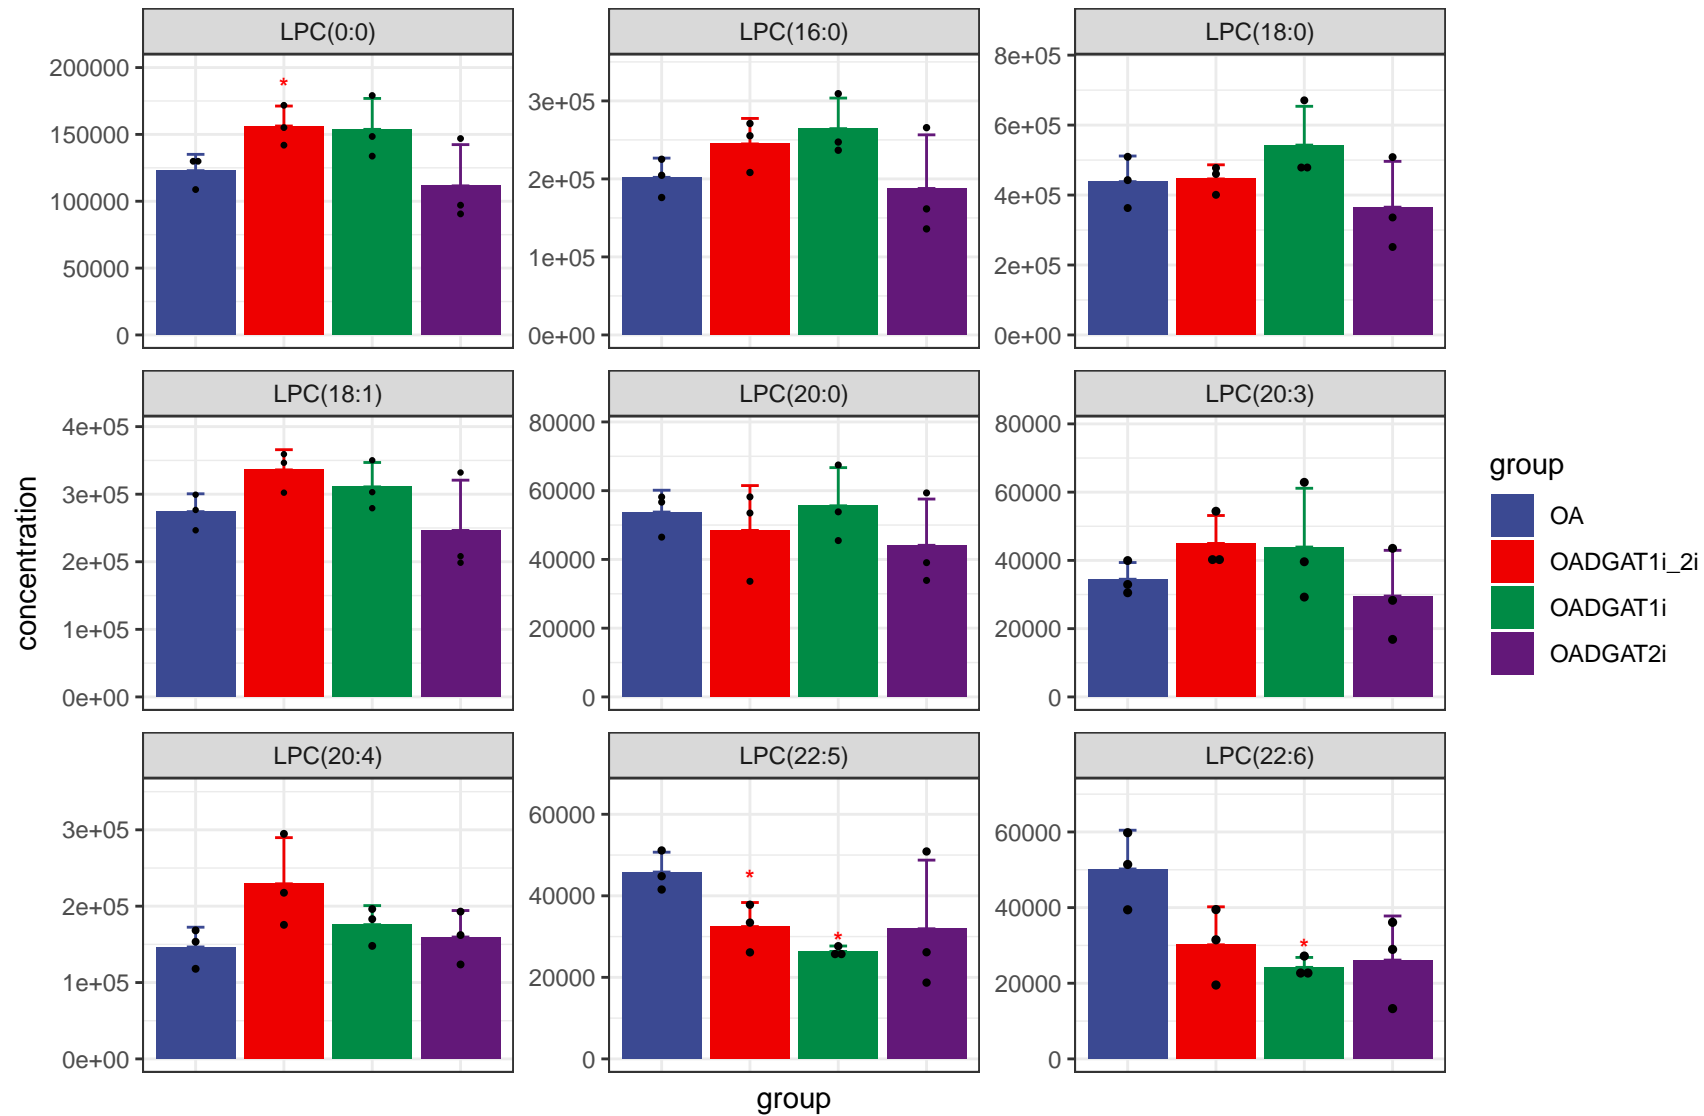 LPC(0:0)
LPC(16:0)
LPC(18:0)
200000
150000
100000
50000
0
*
3e+05
2e+05
1e+05
0e+00
8e+05
6e+05
4e+05
2e+05
0e+00
LPC(18:1)
LPC(20:0)
LPC(20:3)
4e+05
3e+05
2e+05
1e+05
0e+00
80000
60000
40000
20000
0
80000
60000
40000
20000
0
LPC(20:4)
LPC(22:5)
LPC(22:6)
3e+05
2e+05
1e+05
0e+00
60000
40000
20000
0
*
*
60000
40000
20000
0
*
concentration
group
group
OA
OADGAT1i_2i
OADGAT1i
OADGAT2i